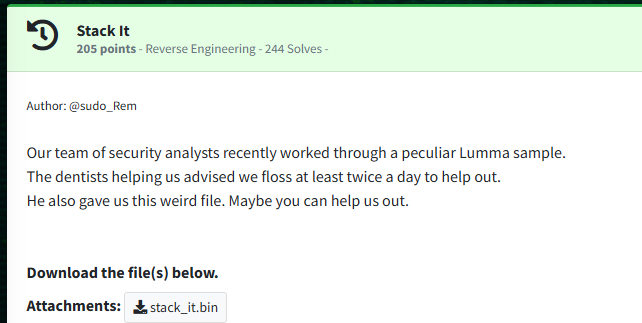 Stack It
205 points - Reverse Engineering - 244 Solves -
Author: @sudo_Rem
Our team of security analysts recently worked through a peculiar Lumma sample.
The dentists helping us advised we floss at least twice a day to help out.
He also gave us this weird file. Maybe you can help us out.
Download the file(s) below.
Attachments: stack_it.bin